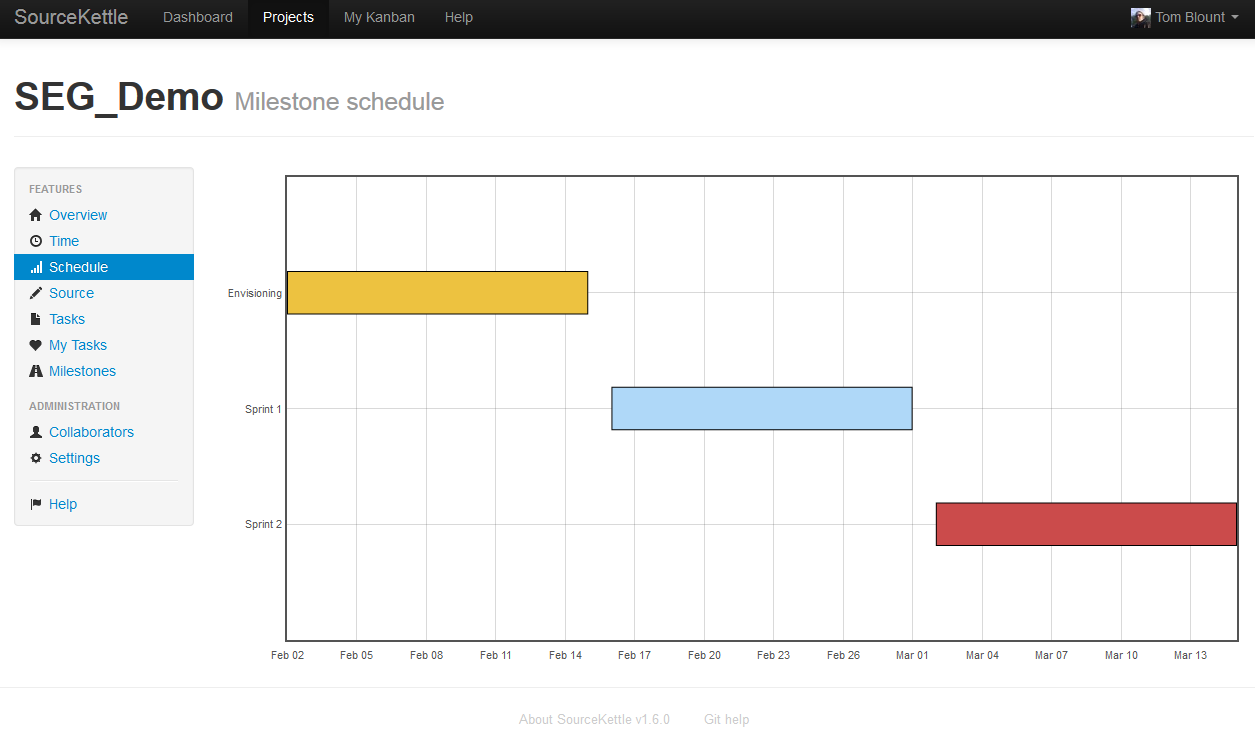 SourceKettle Dashboard Projects My Kanban Help Tom Blount
SEG_Demo Milestone schedule
FEATURES
Overview
Time
Schedule
Source
Tasks
My Tasks
Milestones
ADMINISTRATION
Collaborators
Settings
Help
Envisioning
Sprint 1
Sprint 2
Feb 02 Feb 05 Feb 08 Feb 11 Feb 14 Feb 17 Feb 20 Feb 23 Feb 26 Mar 01 Mar 04 Mar 07 Mar 10 Mar 13
About SourceKettle v1.6.0 Git help